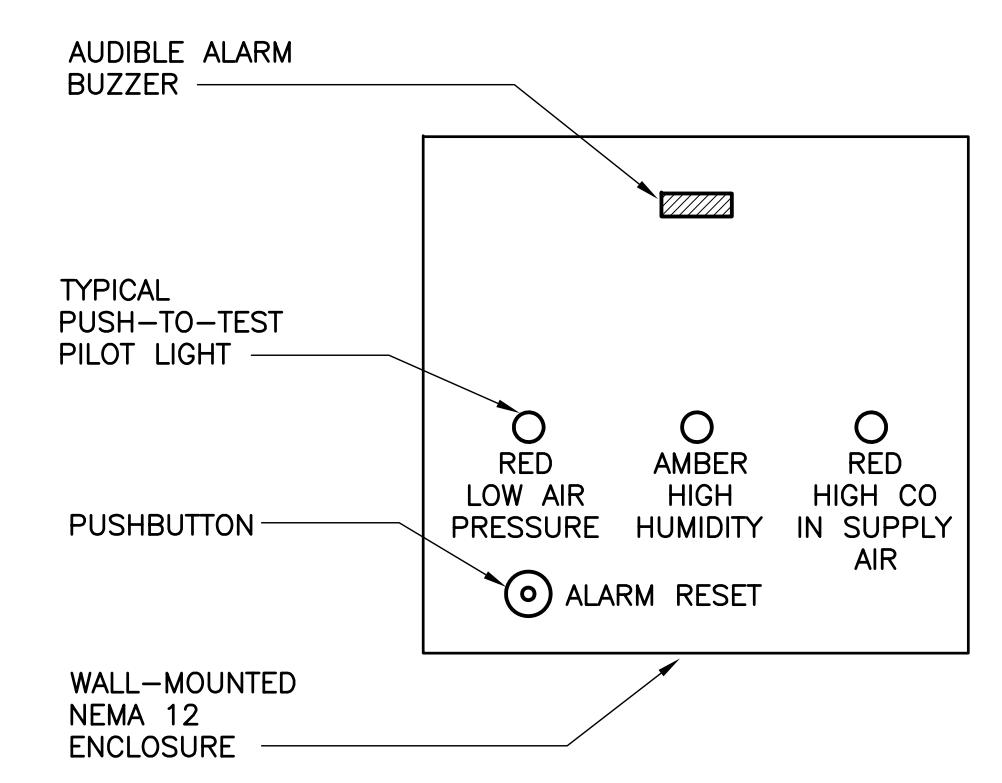 AUDIBLE ALARM
BUZZER
TYPICAL
PUSH-TO-TEST
PILOT LIGHT
RED
LOW AIR
PRESSURE
AMBER
HIGH
HUMIDITY
RED
HIGH CO
IN SUPPLY
AIR
PUSHBUTTON
ALARM RESET
WALL-MOUNTED
NEMA 12
ENCLOSURE